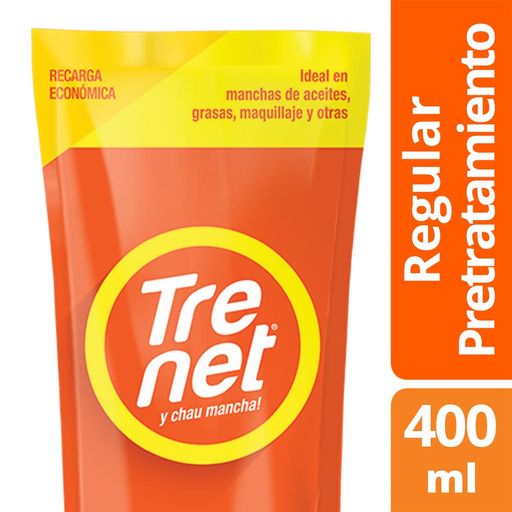 RECARGA
ECONÓMICA
Ideal en
manchas de aceites,
grasas, maquillaje y otras
Tre
net®
y chau mancha!
Regular
Pretratamiento
400
ml